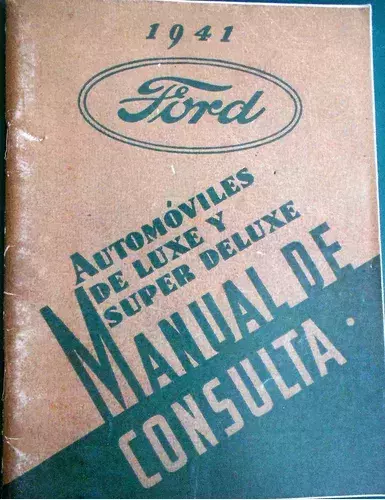 1941
Ford
AUTOMÓVILES
DE LUXE Y
SUPER DELUXE
MANUAL DE
CONSULTA.